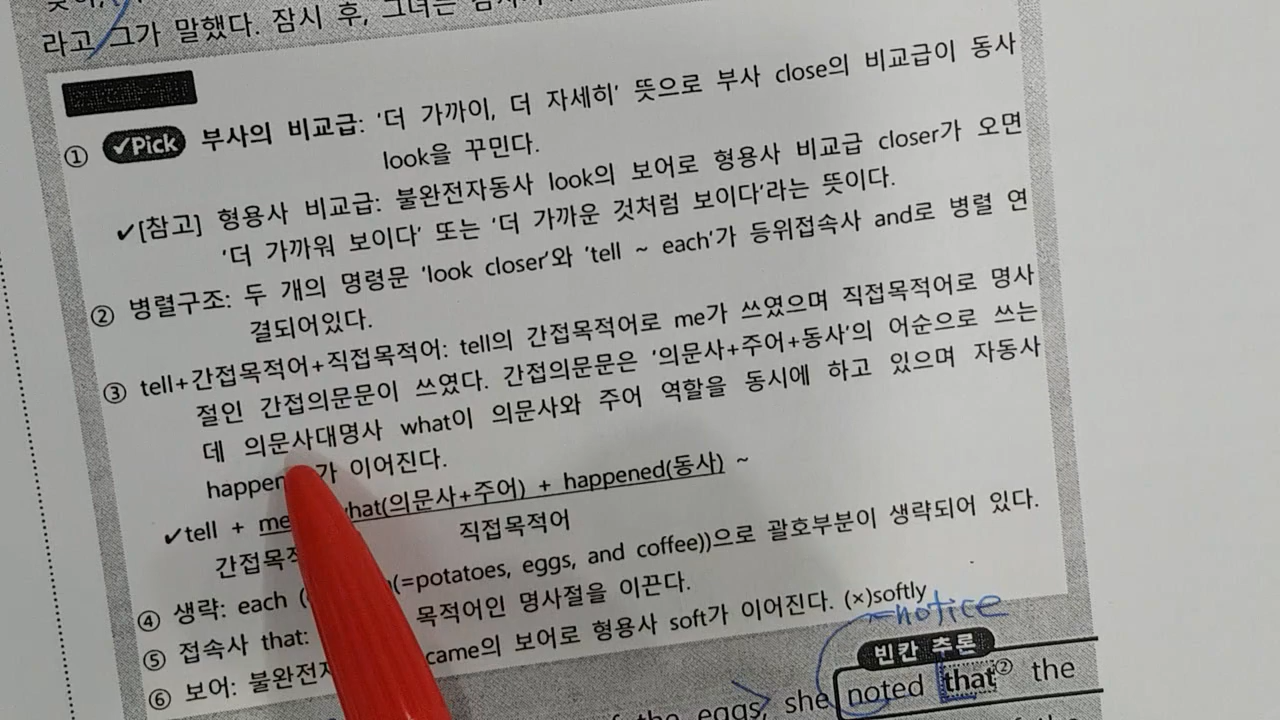 라고 그가 말했다. 잠시 후, 그녀는
① ✔Pick 부사의 비교급: '더 가까이, 더 자세히' 뜻으로 부사 close의 비교급이 동사
look을 꾸민다.
✔[참고] 형용사 비교급: 불완전자동사 look의 보어로 형용사 비교급 closer가 오면
'더 가까워 보이다' 또는 '더 가까운 것처럼 보이다'라는 뜻이다.
② 병렬구조: 두 개의 명령문 'look closer'와 'tell ~ each'가 등위접속사 and로 병렬 연
결되어있다.
③ tell+간접목적어+직접목적어: tell의 간접목적어로 me가 쓰였으며 직접목적어로 명사
절인 간접의문문이 쓰였다. 간접의문문은 '의문사+주어+동사'의 어순으로 쓰는
데 의문사대명사 what이 의문사와 주어 역할을 동시에 하고 있으며 자동사
happen 가 이어진다.
✔tell + me what(의문사+주어) + happened(동사) ~
간접목적 직접목적어
④ 생략: each (=potatoes, eggs, and coffee))으로 괄호부분이 생략되어 있다.
⑤ 접속사 that: 목적어인 명사절을 이끈다.
⑥ 보어: 불완전자 came의 보어로 형용사 soft가 이어진다. (×)softly
notice
빈칸 추론
the eggs, she noted that② the